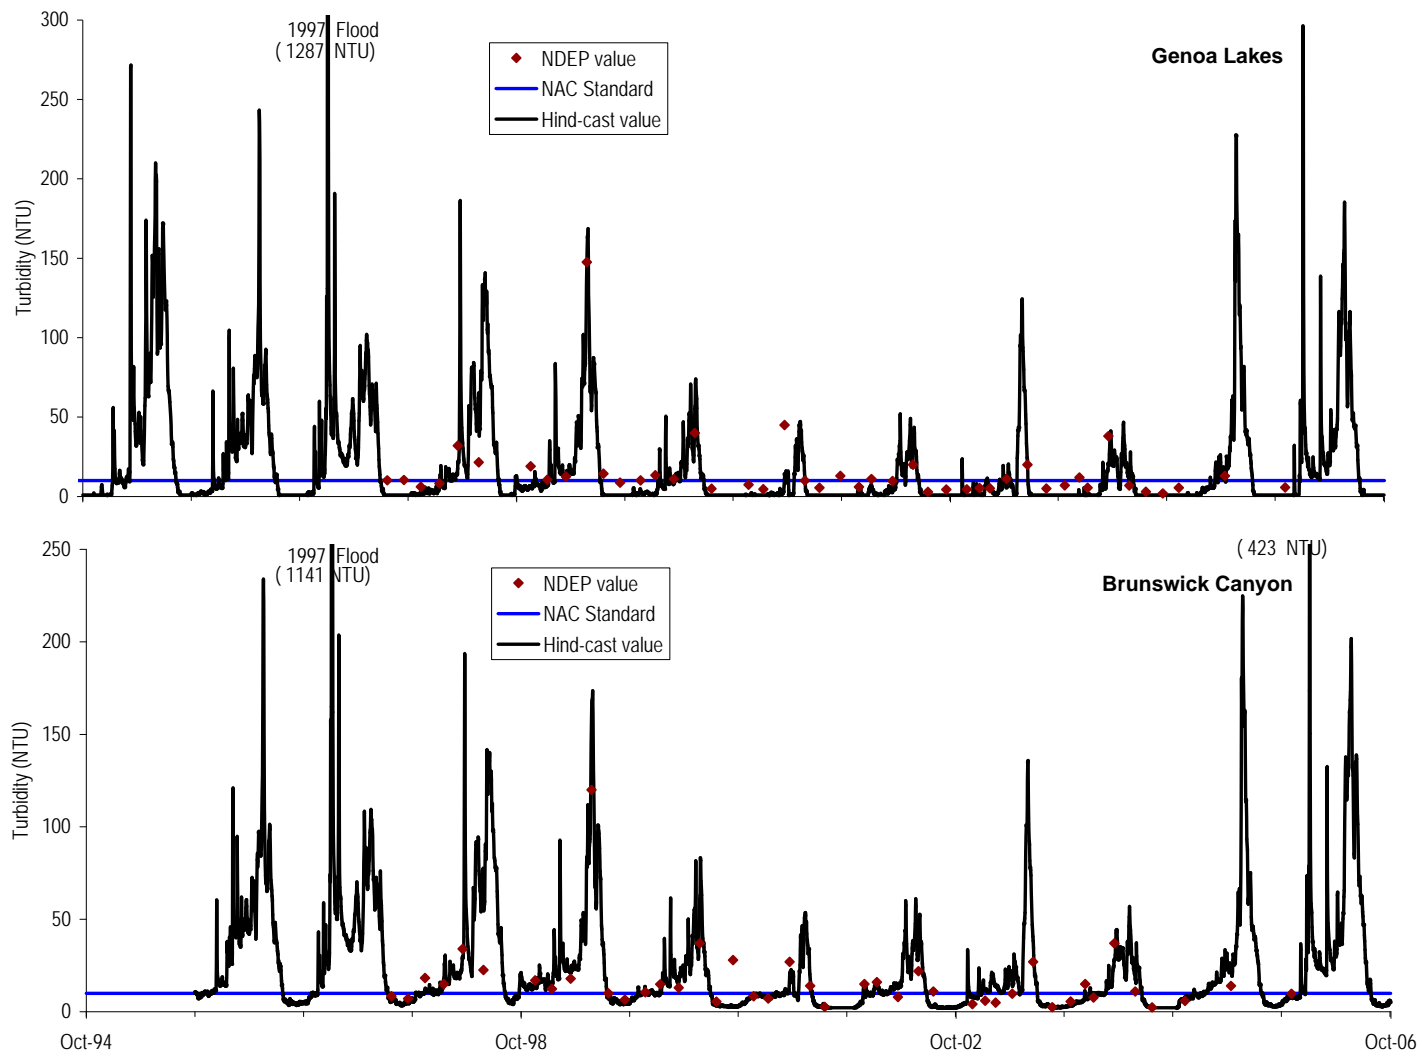 300
250
200
150
100
50
0
Turbidity (NTU)
1997 Flood
( 1287 NTU)
NDEP value
NAC Standard
Hind-cast value
Genoa Lakes
250
200
150
100
50
0
Turbidity (NTU)
1997 Flood
( 1141 NTU)
NDEP value
NAC Standard
Hind-cast value
( 423 NTU)
Brunswick Canyon
Oct-94
Oct-98
Oct-02
Oct-06